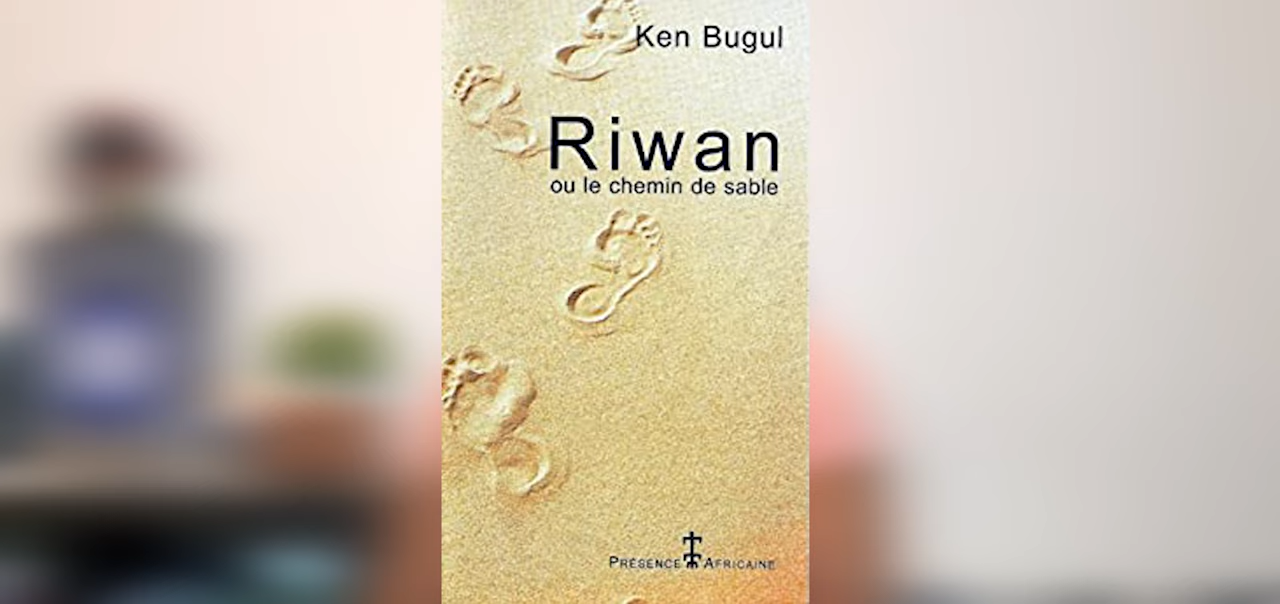 Ken Bugul
Riwan
ou le chemin de sable
PRÉSENCE AFRICAINE